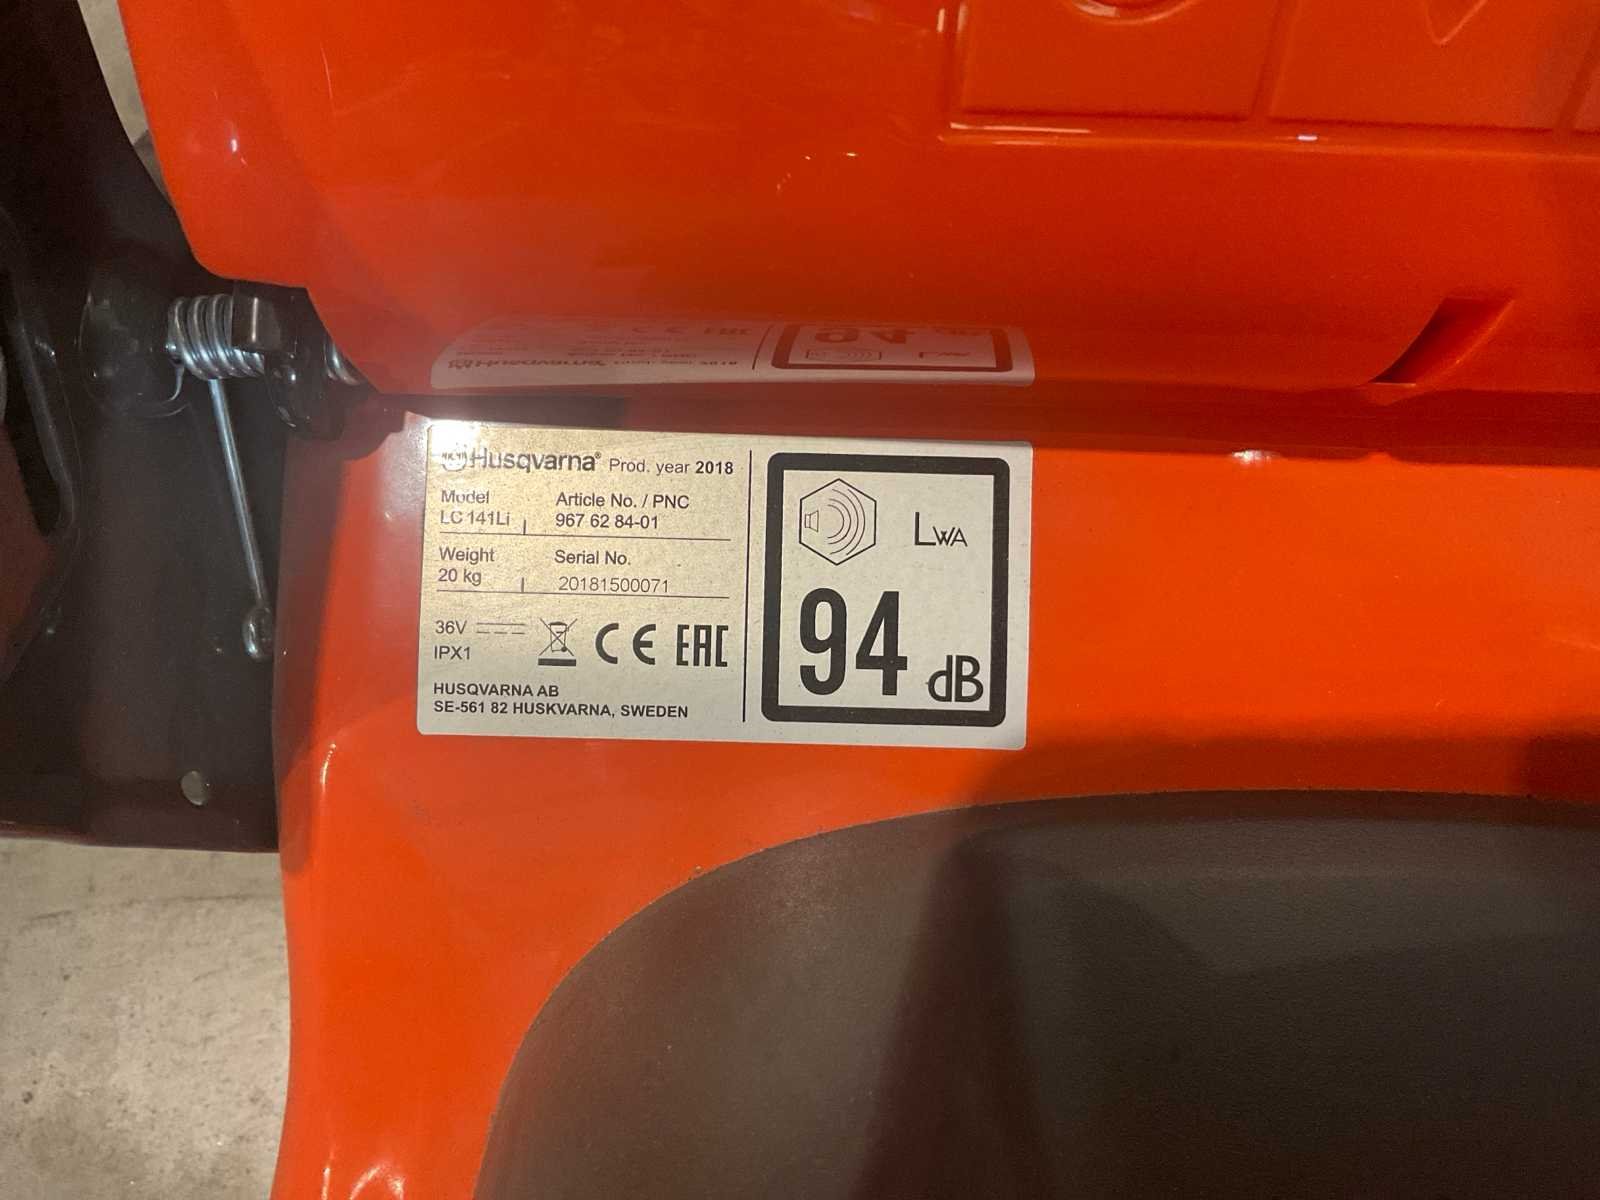 Husqvarna® Prod. year 2018
Model Article No. / PNC
LC 141Li 967 62 84-01
Weight Serial No.
20 kg 20181500071
36V
IPX1
CE EAC
HUSQVARNA AB
SE-561 82 HUSKVARNA, SWEDEN
LWA
94 dB